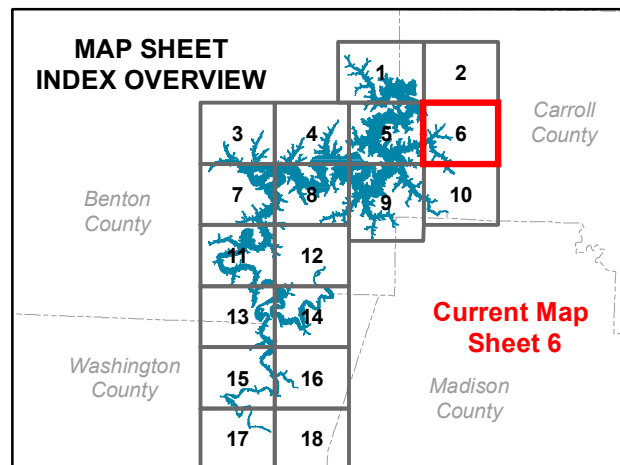 MAP SHEET
INDEX OVERVIEW
1
2
3
4
5
6
Carroll
County
7
8
9
10
Benton
County
11
12
13
14
Current Map
Sheet 6
Washington
County
15
16
Madison
County
17
18